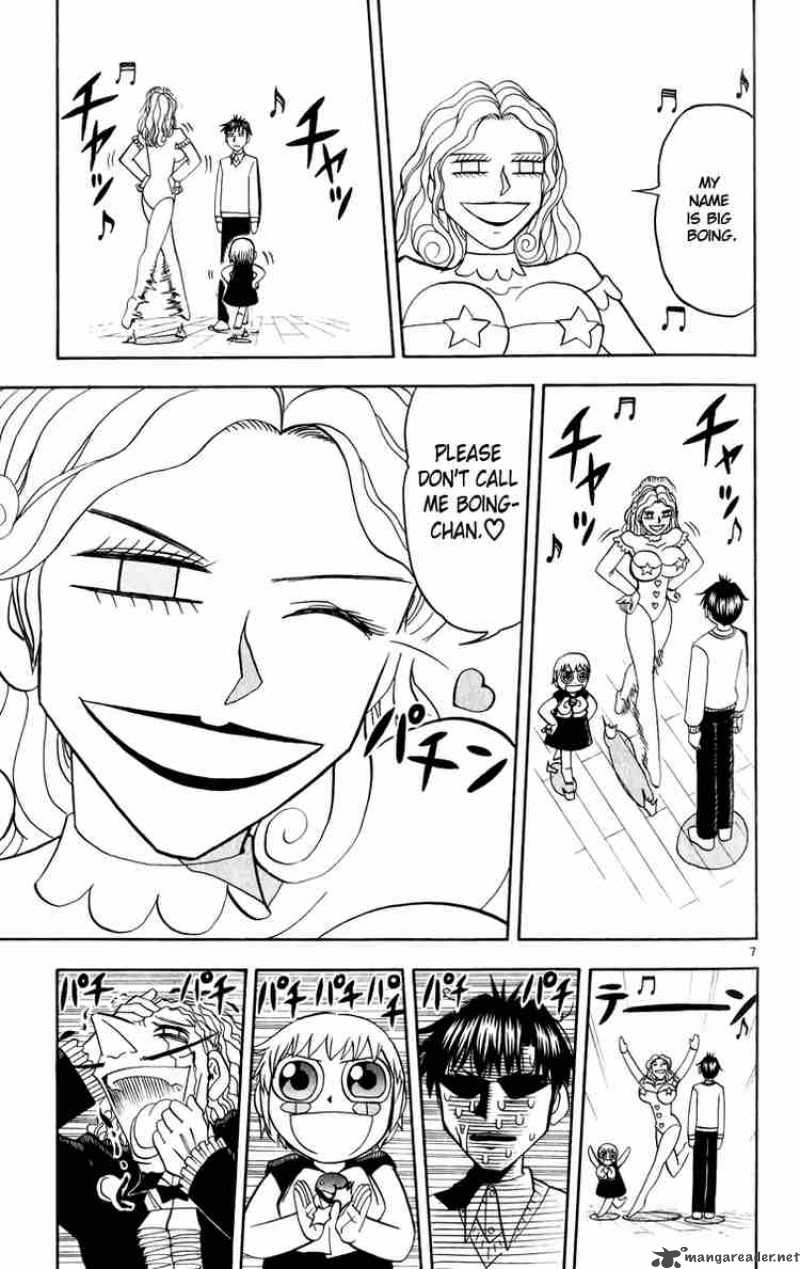 MY
NAME
IS BIG
BOING.
チャッ
チャッ
チャッ
チャッ
PLEASE
DON'T CALL
ME BOING-
CHAN.♡
パチン
7
テーーン
パチ パチ
パチ パチ パチ
パチ パチ
mangareader.net